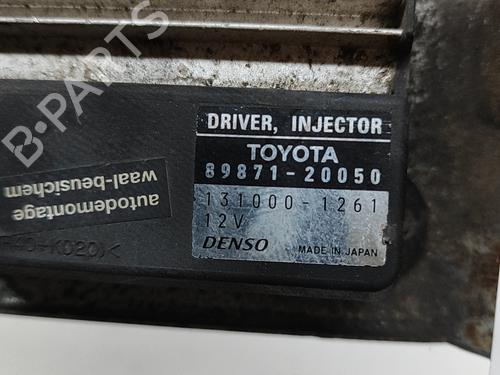 DRIVER, INJECTOR
TOYOTA
89871-20050
131000-1261
12V
DENSO MADE IN JAPAN
autodemontage
waal-beusichem
B-PARTS